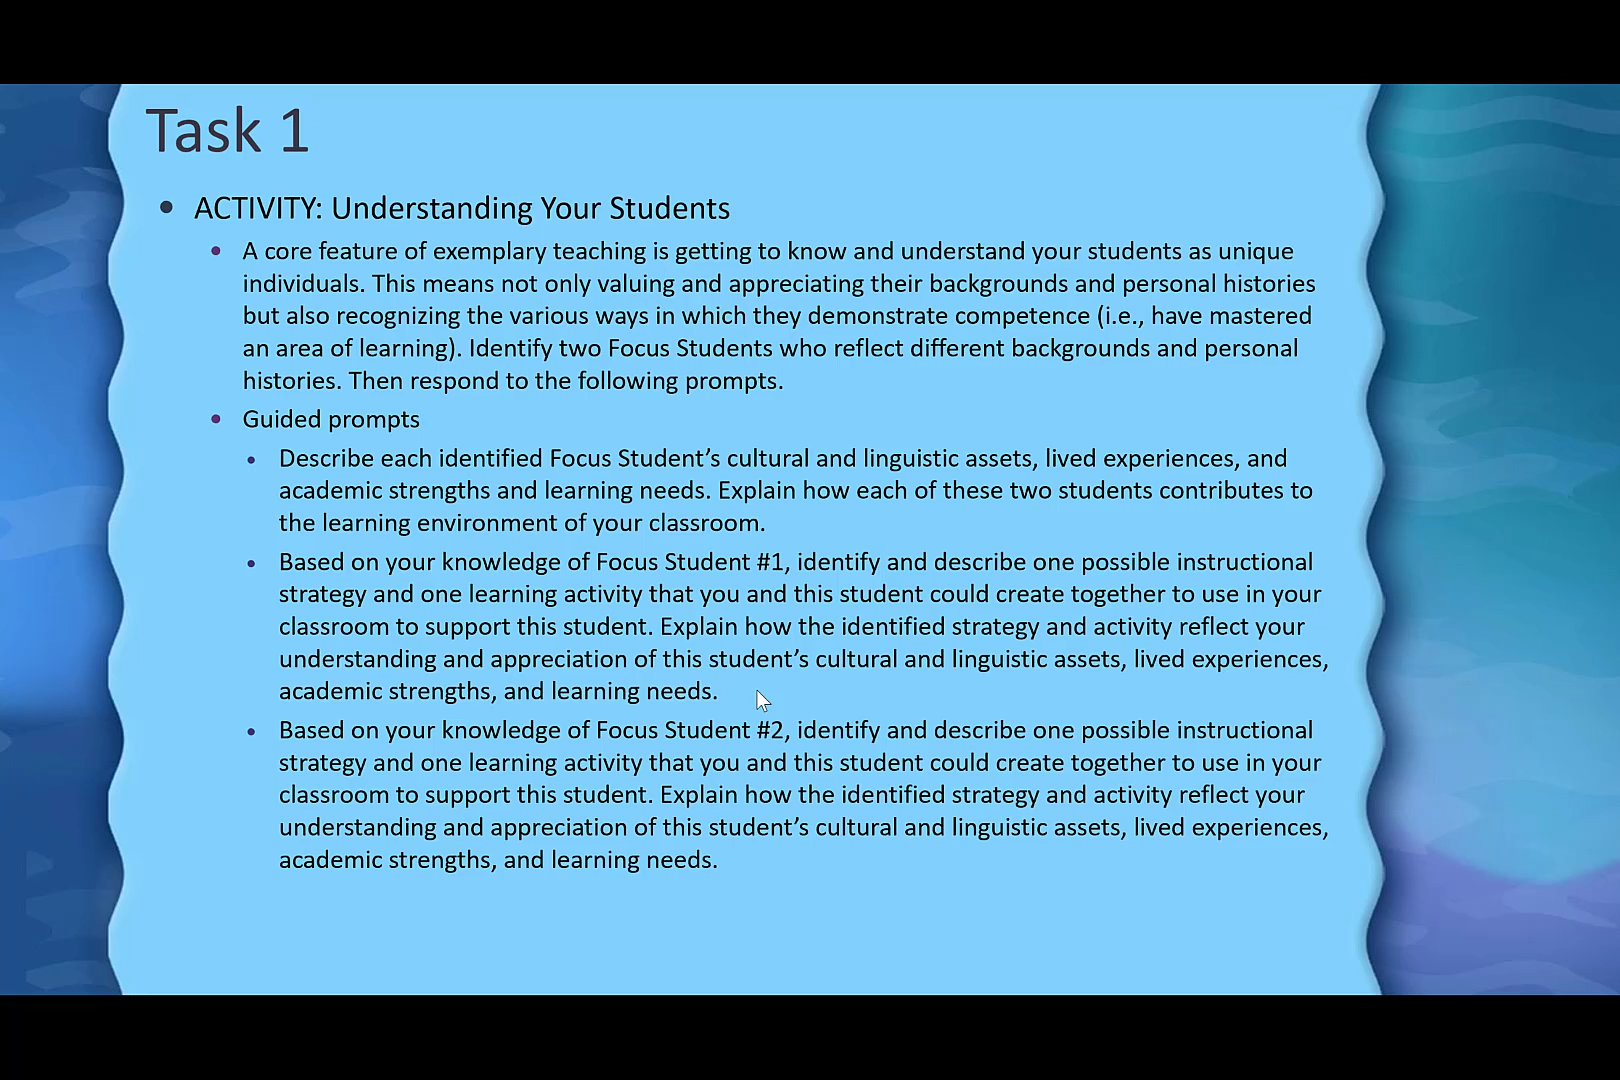 Task 1
ACTIVITY: Understanding Your Students
A core feature of exemplary teaching is getting to know and understand your students as unique
individuals. This means not only valuing and appreciating their backgrounds and personal histories
but also recognizing the various ways in which they demonstrate competence (i.e., have mastered
an area of learning). Identify two Focus Students who reflect different backgrounds and personal
histories. Then respond to the following prompts.
Guided prompts
Describe each identified Focus Student’s cultural and linguistic assets, lived experiences, and
academic strengths and learning needs. Explain how each of these two students contributes to
the learning environment of your classroom.
Based on your knowledge of Focus Student #1, identify and describe one possible instructional
strategy and one learning activity that you and this student could create together to use in your
classroom to support this student. Explain how the identified strategy and activity reflect your
understanding and appreciation of this student’s cultural and linguistic assets, lived experiences,
academic strengths, and learning needs.
Based on your knowledge of Focus Student #2, identify and describe one possible instructional
strategy and one learning activity that you and this student could create together to use in your
classroom to support this student. Explain how the identified strategy and activity reflect your
understanding and appreciation of this student’s cultural and linguistic assets, lived experiences,
academic strengths, and learning needs.